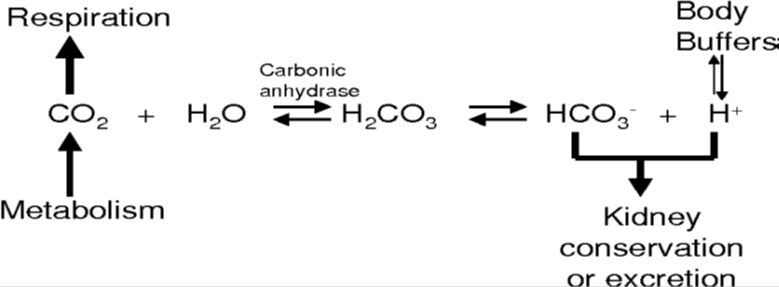 Respiration
Body
Buffers
Carbonic
anhydrase
CO₂ + H₂O H₂CO₃ HCO₃⁻ + H⁺
Metabolism
Kidney
conservation
or excretion